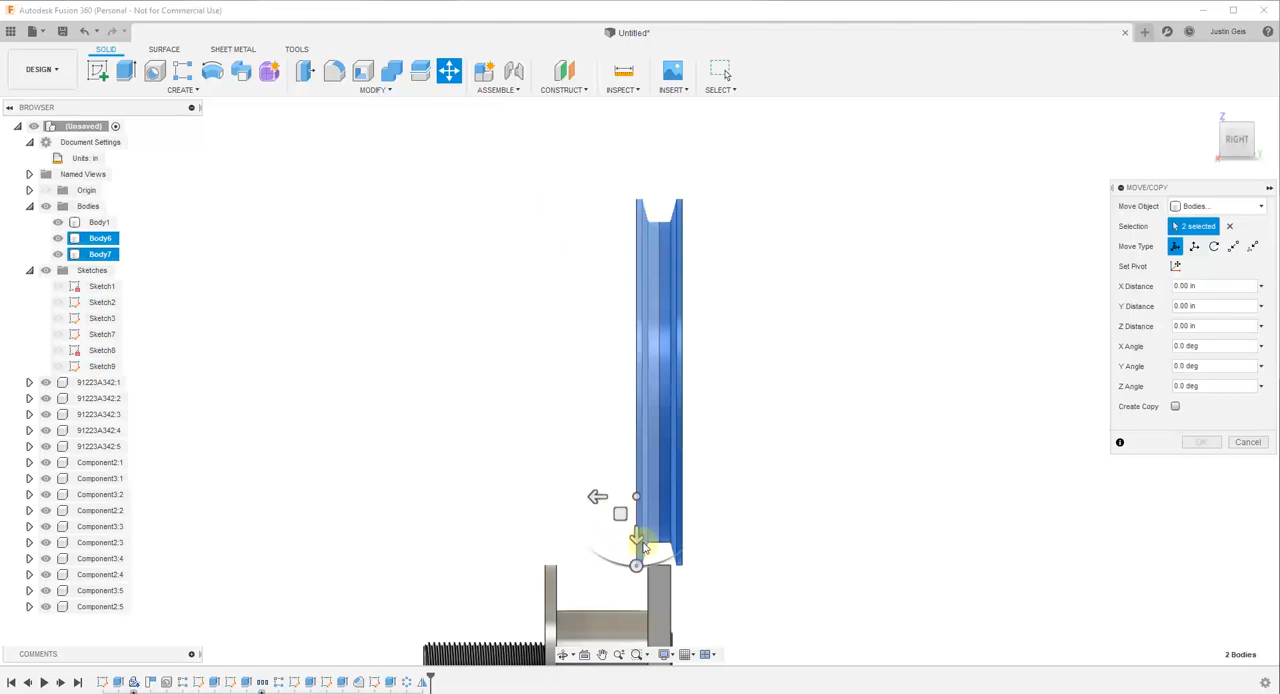 Autodesk Fusion 360 (Personal - Not for Commercial Use)
Untitled*
Justin Geis
DESIGN
SOLID SURFACE SHEET METAL TOOLS
CREATE MODIFY ASSEMBLE CONSTRUCT INSPECT INSERT SELECT
BROWSER
(Unsaved)
Document Settings
Units: in
Named Views
Origin
Bodies
Body1
Body6
Body7
Sketches
Sketch1
Sketch2
Sketch3
Sketch7
Sketch8
Sketch9
91223A342:1
91223A342:2
91223A342:3
91223A342:4
91223A342:5
Component2:1
Component3:1
Component3:2
Component2:2
Component3:3
Component2:3
Component3:4
Component2:4
Component3:5
Component2:5
COMMENTS
Z
RIGHT
X
Y
MOVE/COPY
Move Object Bodies...
Selection 2 selected
Move Type
Set Pivot
X Distance 0.00 in
Y Distance 0.00 in
Z Distance 0.00 in
X Angle 0.0 deg
Y Angle 0.0 deg
Z Angle 0.0 deg
Create Copy
OK Cancel
2 Bodies